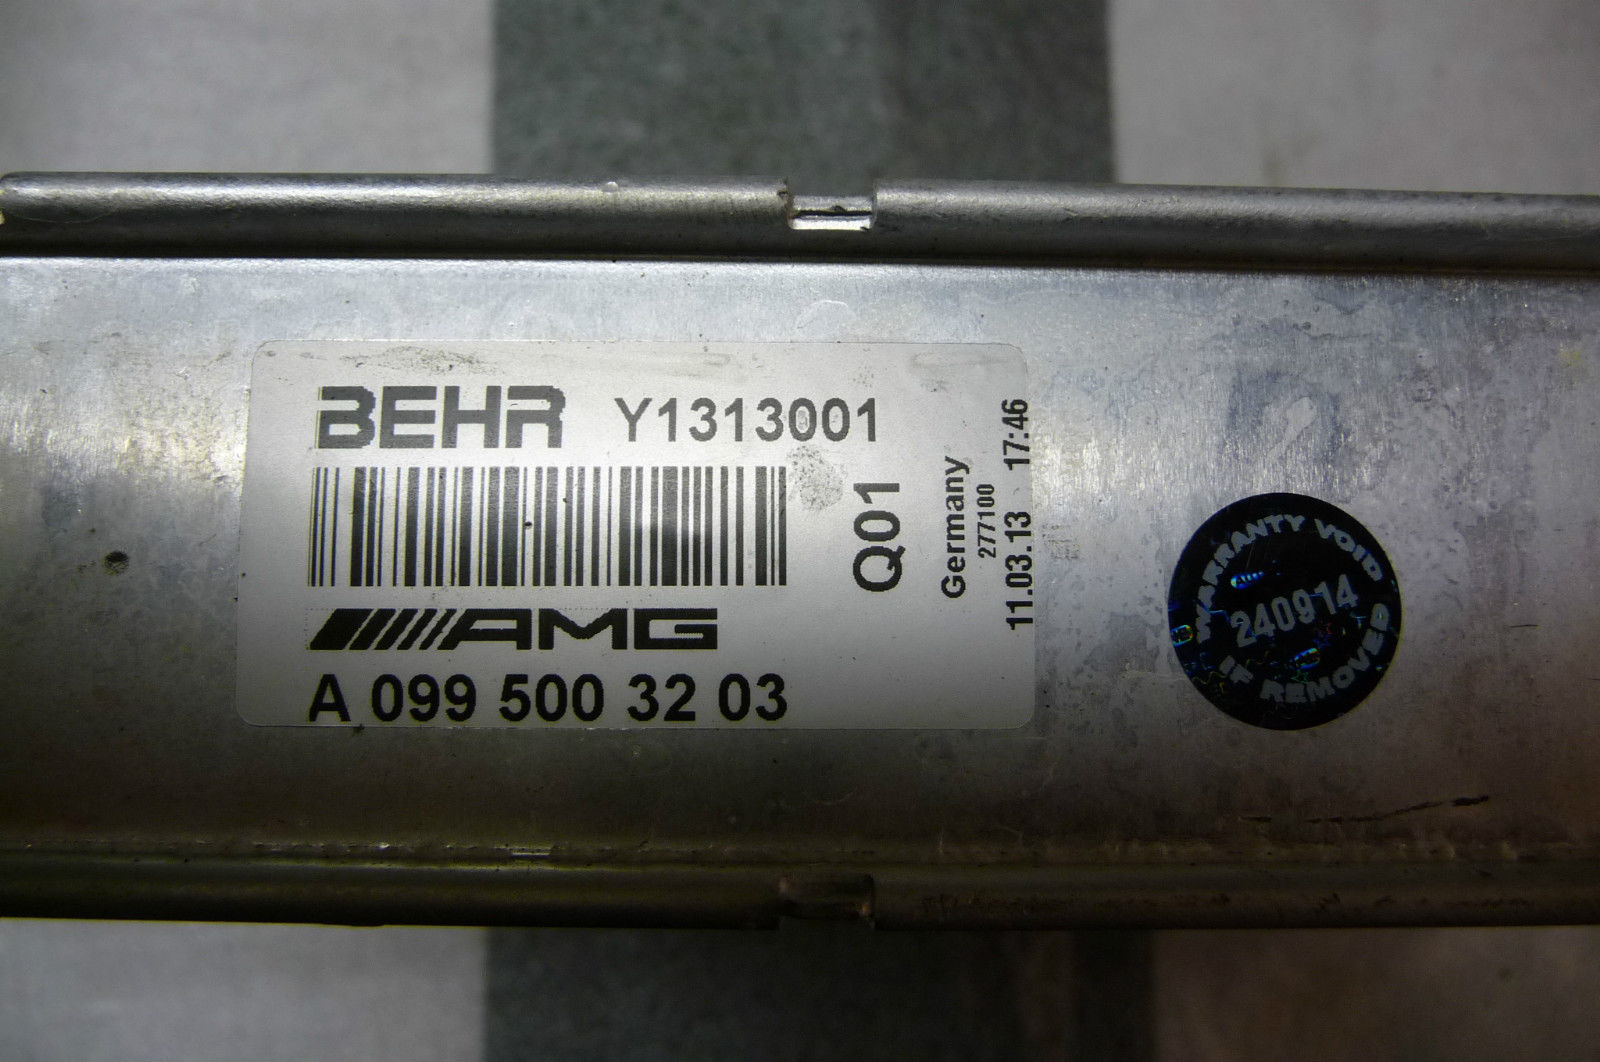 BEHR Y1313001
Q01
Germany
277100
11.03.13 17:46
AMG
A 099 500 32 03
WARRANTY VOID
240914
IF REMOVED